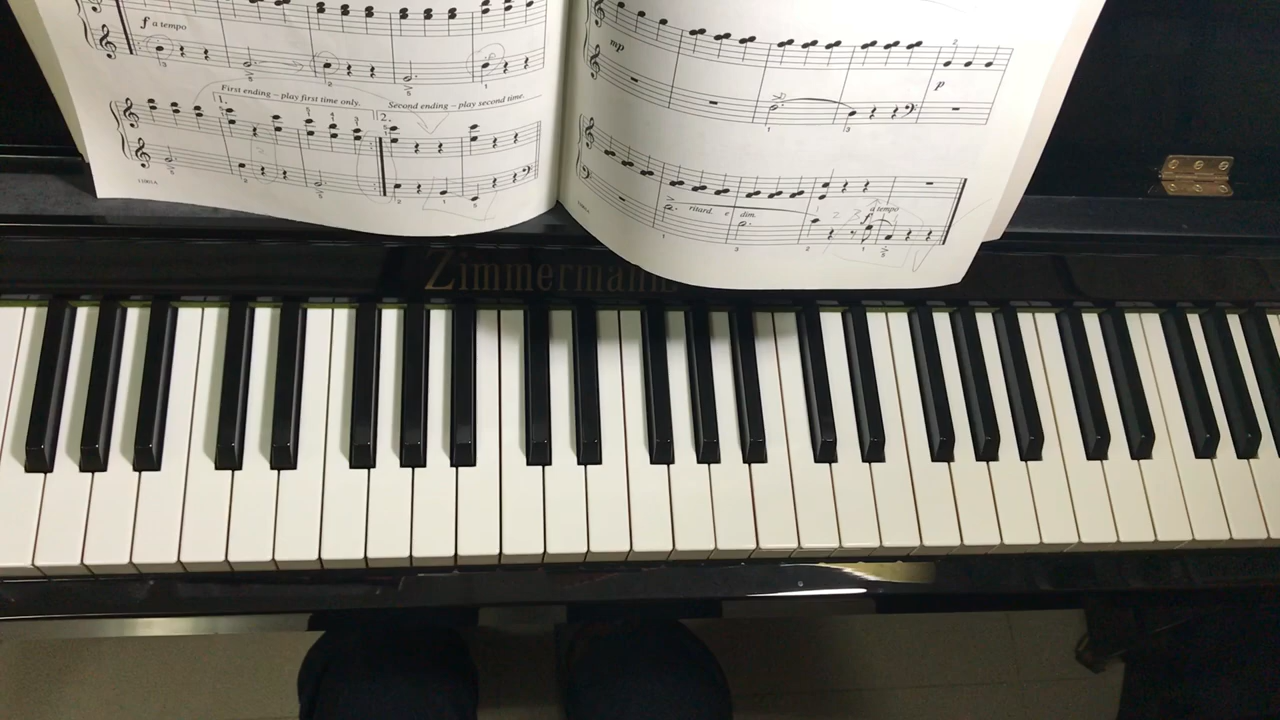 f a tempo
First ending – play first time only.
Second ending – play second time.
1.
2.
mp
p
ritard. e dim.
a tempo
f
Zimmermann